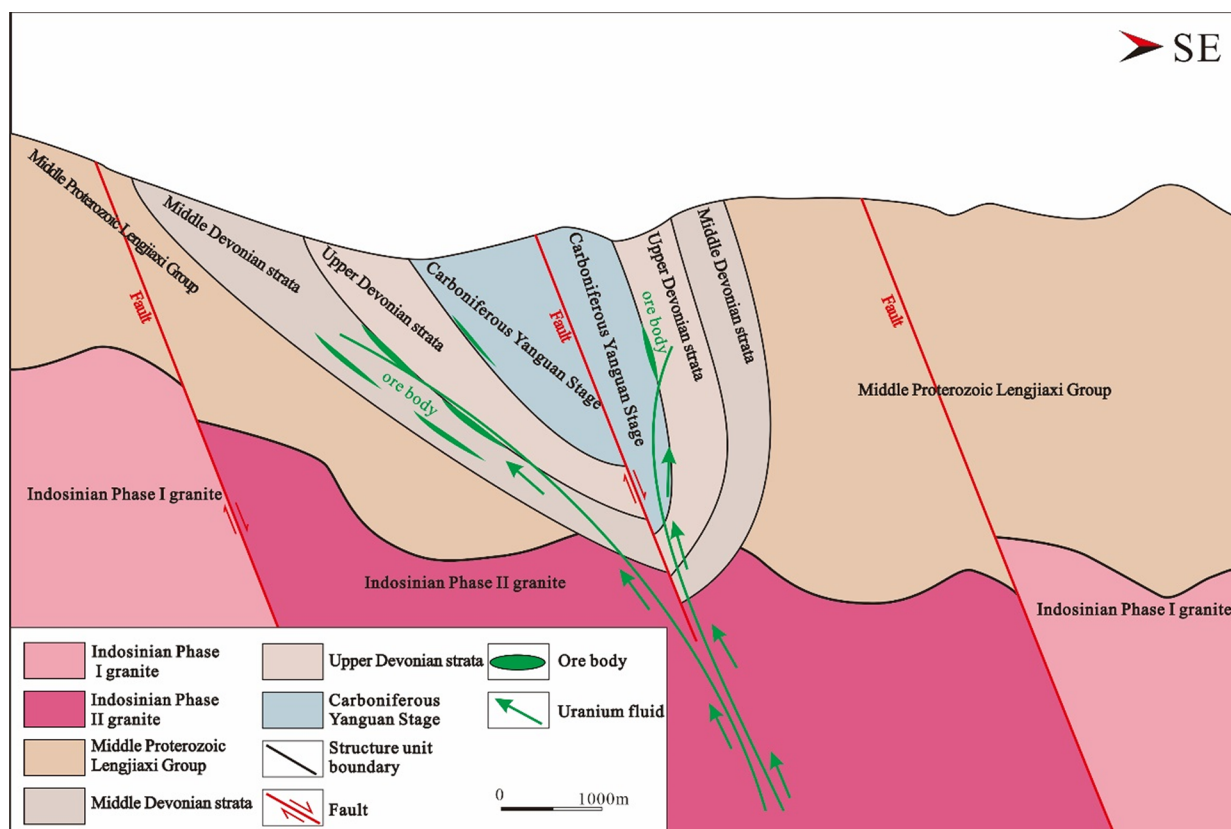 SE
Middle Proterozoic Lengjiaxi Group
Middle Devonian strata
Upper Devonian strata
Carboniferous Yanguan Stage
Fault
Carboniferous Yanguan Stage
Upper Devonian strata
Middle Devonian strata
Fault
Fault
ore body
ore body
Middle Proterozoic Lengjiaxi Group
Indosinian Phase I granite
Indosinian Phase II granite
Indosinian Phase I granite
Indosinian Phase
I granite
Indosinian Phase
II granite
Middle Proterozoic
Lengjiaxi Group
Middle Devonian strata
Upper Devonian strata
Carboniferous
Yanguan Stage
Structure unit
boundary
Fault
Ore body
Uranium fluid
0 1000m